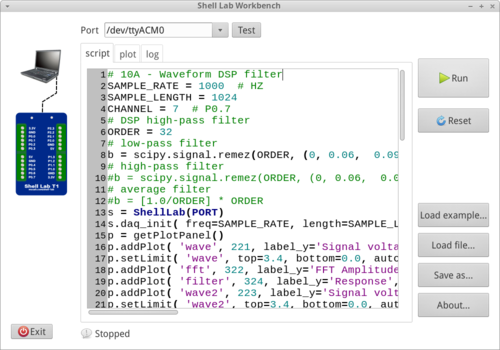 Shell Lab Workbench
Port /dev/ttyACM0 Test
script plot log
1 # 10A - Waveform DSP filter
2 SAMPLE_RATE = 1000 # HZ
3 SAMPLE_LENGTH = 1024
4 CHANNEL = 7 # P0.7
5 # DSP high-pass filter
6 ORDER = 32
7 # low-pass filter
8 b = scipy.signal.remez(ORDER, (0, 0.06, 0.09
9 # high-pass filter
10 #b = scipy.signal.remez(ORDER, (0, 0.06, 0.0
11 # average filter
12 #b = [1.0/ORDER] * ORDER
13 s = ShellLab(PORT)
14 s.daq_init( freq=SAMPLE_RATE, length=SAMPLE_L
15 p = getPlotPanel()
16 p.addPlot( 'wave', 221, label_y='Signal volta
17 p.setLimit( 'wave', top=3.4, bottom=0.0, auto
18 p.addPlot( 'fft', 322, label_y='FFT Amplitude
19 p.addPlot( 'filter', 324, label_y='Response',
20 p.addPlot( 'wave2', 223, label_y='Signal volt
21 p.setLimit( 'wave2', top=3.4, bottom=0.0, aut
Run
Reset
Load example...
Load file...
Save as...
About...
Shell Lab T1
Exit
Stopped